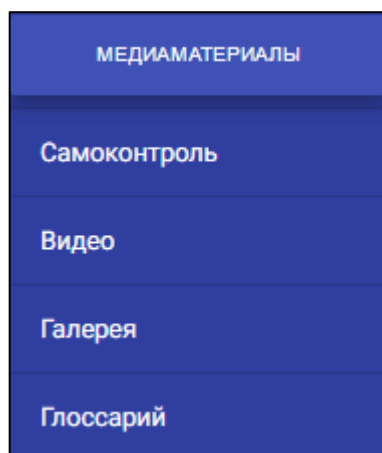 МЕДИАМАТЕРИАЛЫ
Самоконтроль
Видео
Галерея
Глоссарий